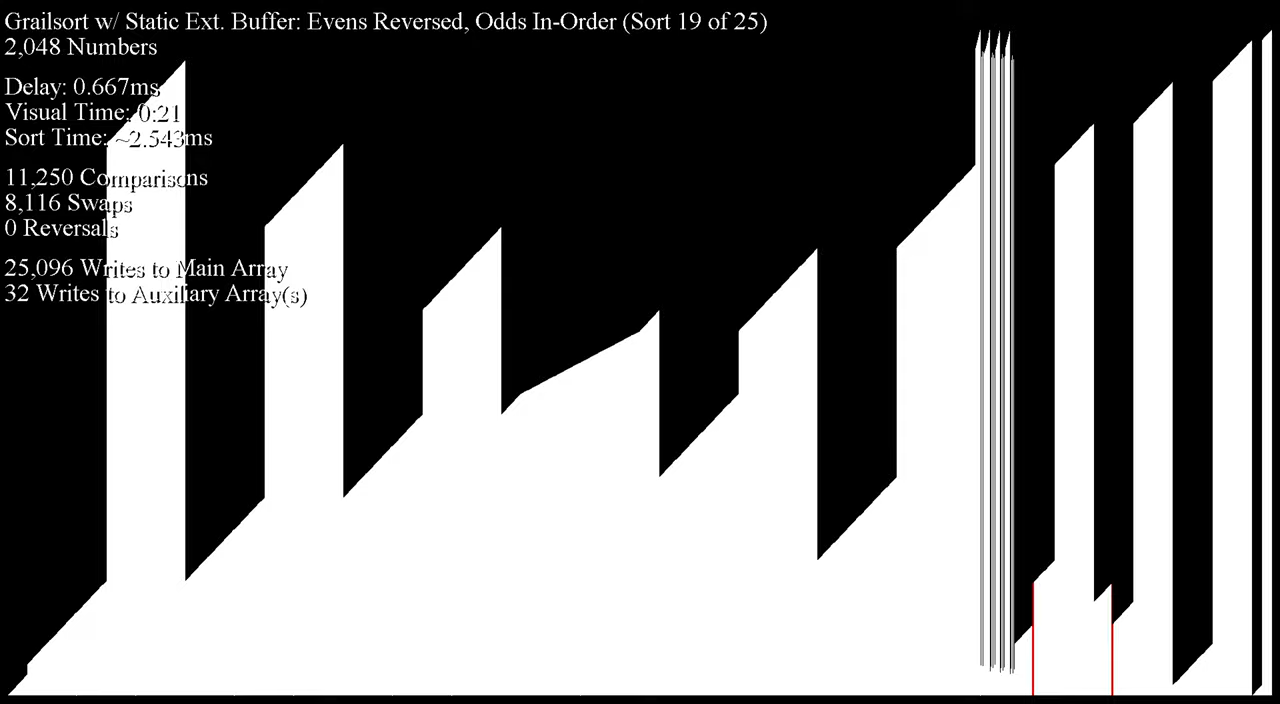 Grailsort w/ Static Ext. Buffer: Evens Reversed, Odds In-Order (Sort 19 of 25)
2,048 Numbers
Delay: 0.667ms
Visual Time: 0:21
Sort Time: ~2.543ms
11,250 Comparisons
8,116 Swaps
0 Reversals
25,096 Writes to Main Array
32 Writes to Auxillary Array(s)